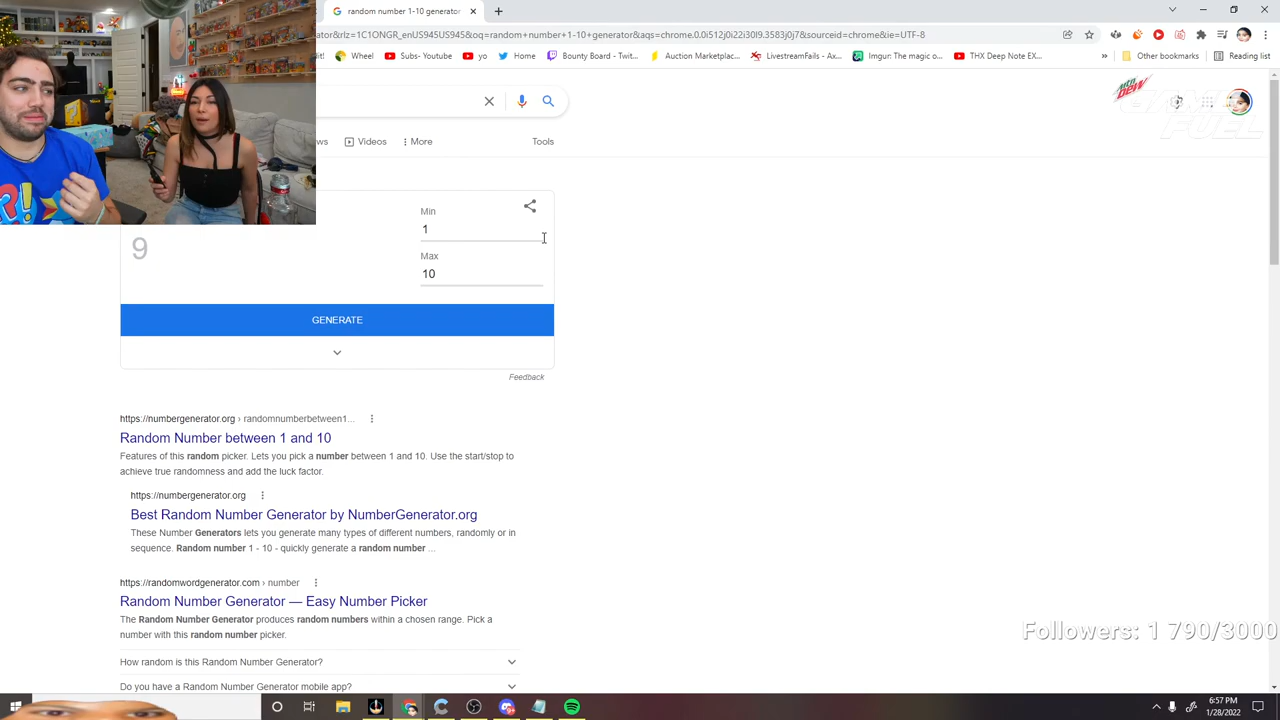 random number 1-10 generator
ator&rlz=1C1ONGR_enUS945US945&oq=random+number+1-10+generator&aqs=chrome.0.0i512j0i22i30l3.
&sourceid=chrome&ie=UTF-8
Wheel
Subs- Youtube
yo
Home
Bounty Board - Twit...
Auction Marketplac...
LivestreamFails - As...
Imgur: The magic o...
THX Deep Note EX...
»
Other bookmarks
Reading list
MTN DEW
GAME
FUEL
ws
Videos
More
Tools
Min
1
9
Max
10
GENERATE
Feedback
https://numbergenerator.org › randomnumberbetween1...
Random Number between 1 and 10
Features of this random picker. Lets you pick a number between 1 and 10. Use the start/stop to
achieve true randomness and add the luck factor.
https://numbergenerator.org
Best Random Number Generator by NumberGenerator.org
These Number Generators lets you generate many types of different numbers, randomly or in
sequence. Random number 1 - 10 - quickly generate a random number ...
https://randomwordgenerator.com › number
Random Number Generator — Easy Number Picker
The Random Number Generator produces random numbers within a chosen range. Pick a
number with this random number picker.
How random is this Random Number Generator?
Do you have a Random Number Generator mobile app?
Followers: 1 790/3000
6:57 PM
1/28/2022